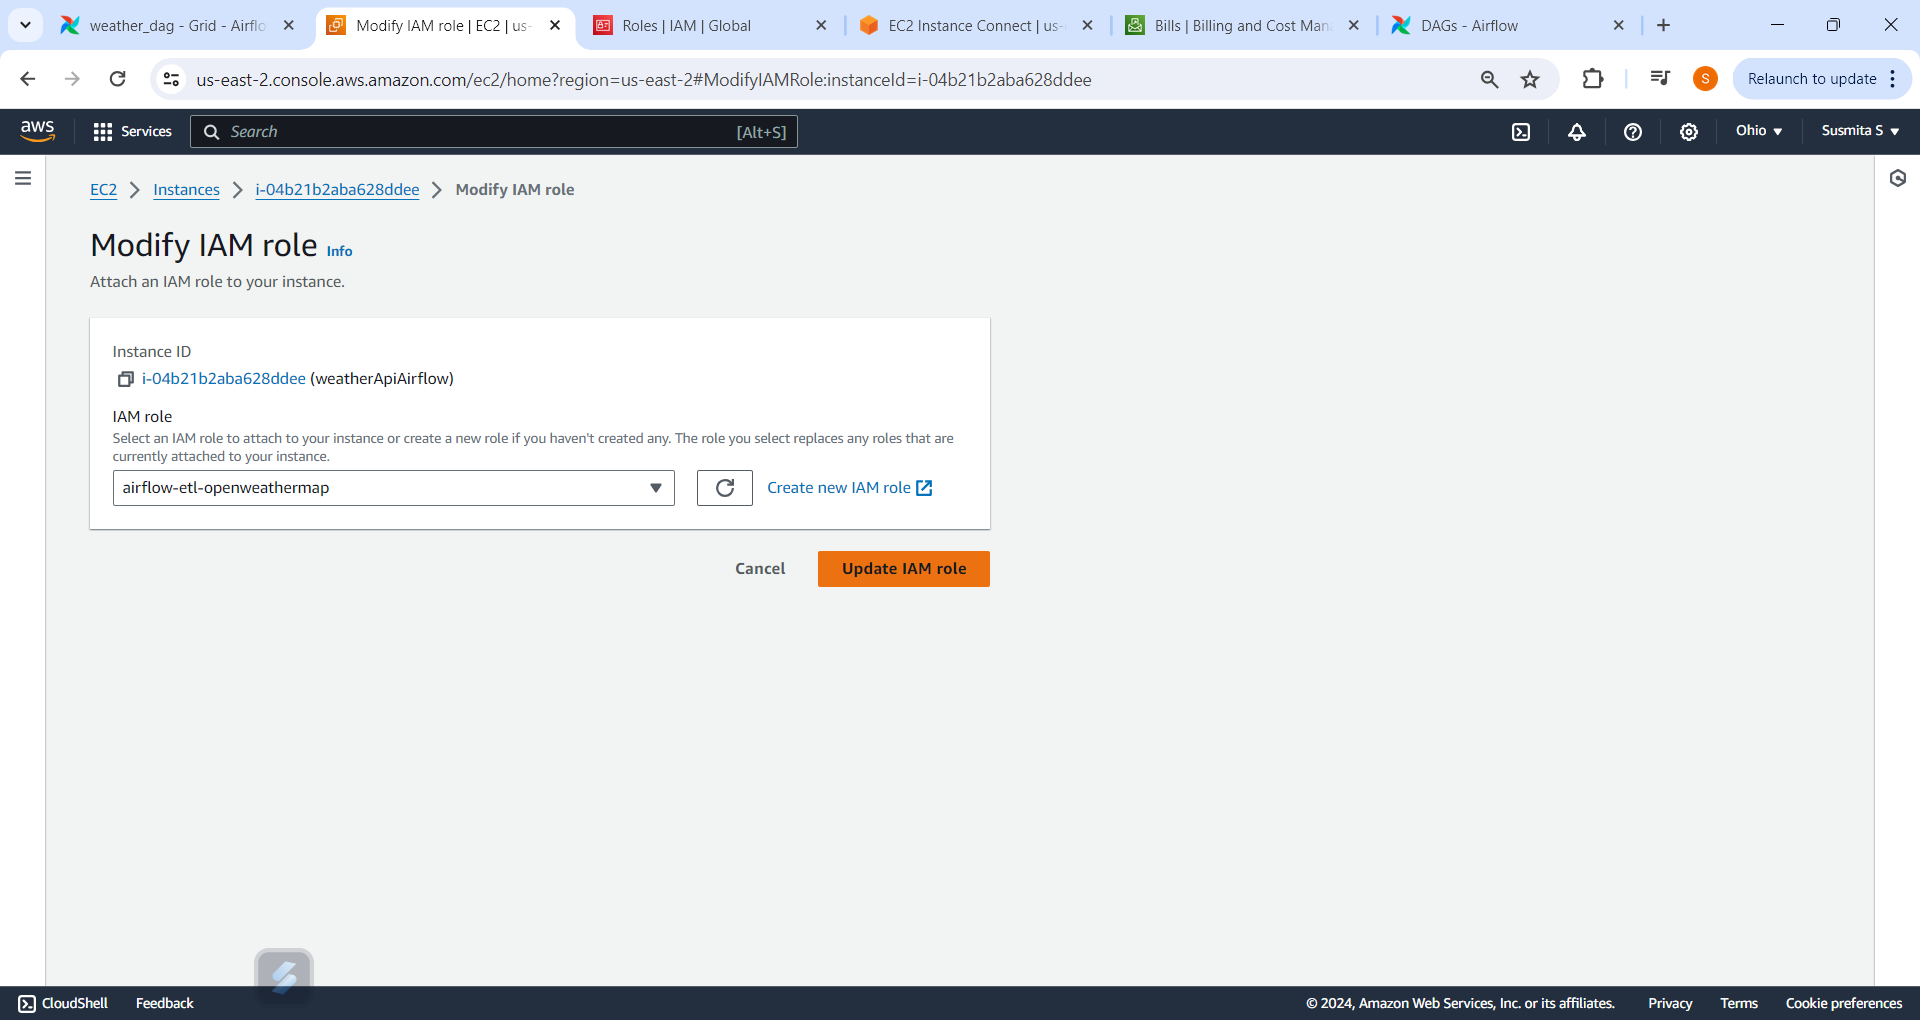 weather_dag - Grid - Airflo
Modify IAM role | EC2 | us-
Roles | IAM | Global
EC2 Instance Connect | us-
Bills | Billing and Cost Man
DAGs - Airflow
us-east-2.console.aws.amazon.com/ec2/home?region=us-east-2#ModifyIAMRole:instanceId=i-04b21b2aba628ddee
S
Relaunch to update
aws
Services
Search
[Alt+S]
Ohio
Susmita S
EC2
Instances
i-04b21b2aba628ddee
Modify IAM role
Modify IAM role Info
Attach an IAM role to your instance.
Instance ID
i-04b21b2aba628ddee (weatherApiAirflow)
IAM role
Select an IAM role to attach to your instance or create a new role if you haven't created any. The role you select replaces any roles that are
currently attached to your instance.
airflow-etl-openweathermap
Create new IAM role
Cancel
Update IAM role
CloudShell
Feedback
© 2024, Amazon Web Services, Inc. or its affiliates.
Privacy
Terms
Cookie preferences